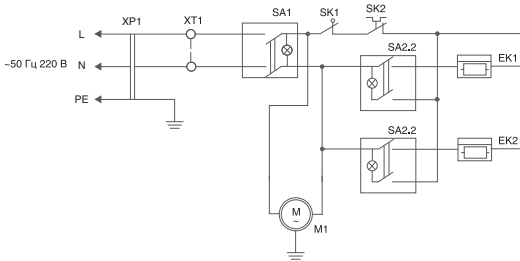 XP1 XT1 SA1 SK1 SK2
L
SA2.2
~50 Гц 220 В N EK1
PE
SA2.2
EK2
M
~
M1